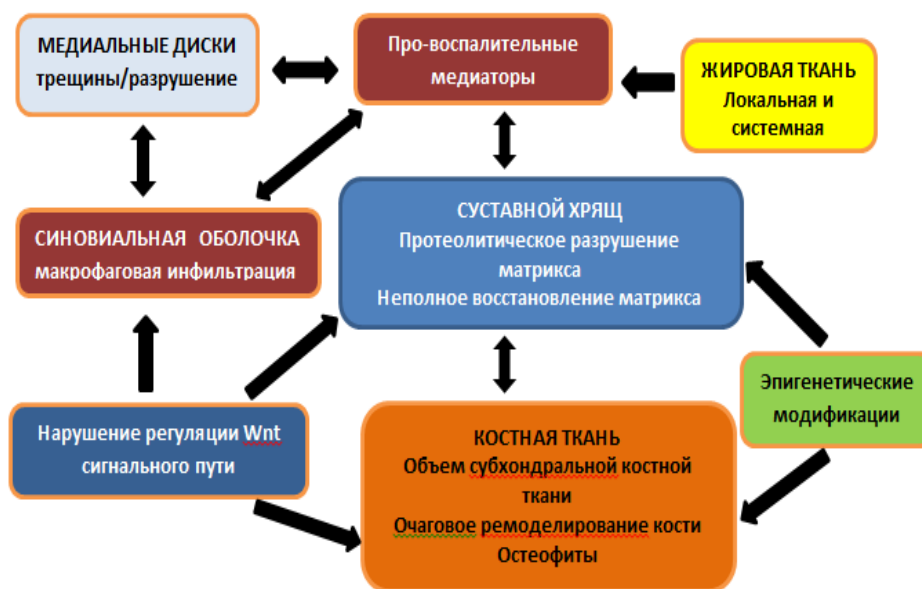 МЕДИАЛЬНЫЕ ДИСКИ
трещины/разрушение
Про-воспалительные
медиаторы
ЖИРОВАЯ ТКАНЬ
Локальная и
системная
СИНОВИАЛЬНАЯ ОБОЛОЧКА
макрофаговая инфильтрация
СУСТАВНОЙ ХРЯЩ
Протеолитическое разрушение
матрикса
Неполное восстановление матрикса
Нарушение регуляции Wnt
сигнального пути
Эпигенетические
модификации
КОСТНАЯ ТКАНЬ
Объем субхондральной костной
ткани
Очаговое ремоделирование кости
Остеофиты